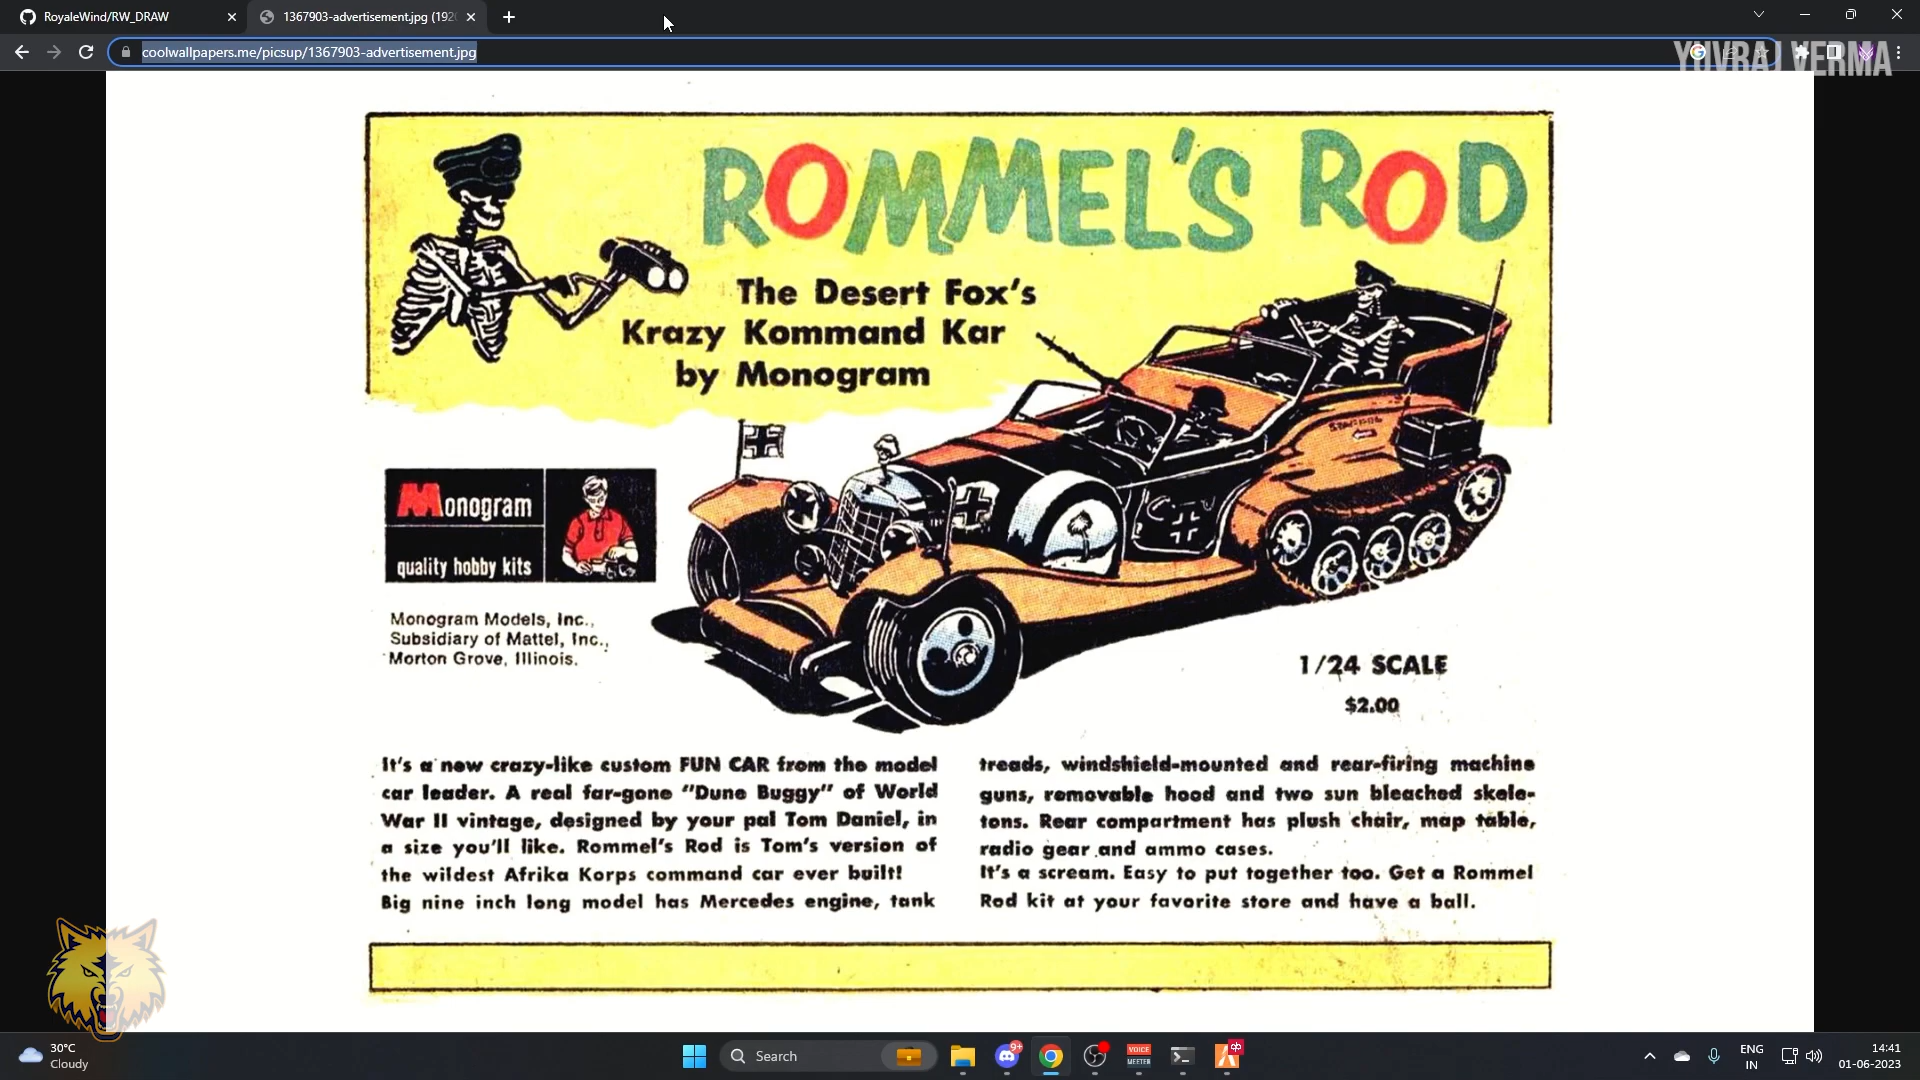 RoyaleWind/RW_DRAW
1367903-advertisement.jpg (192
coolwallpapers.me/picsup/1367903-advertisement.jpg
YUVRAJ VERMA
ROMMEL'S ROD
The Desert Fox's
Krazy Kommand Kar
by Monogram
Monogram
quality hobby kits
Monogram Models, Inc.,
Subsidiary of Mattel, Inc.,
Morton Grove, Illinois.
1/24 SCALE
$2.00
It's a new crazy-like custom FUN CAR from the model
car leader. A real far-gone "Dune Buggy" of World
War II vintage, designed by your pal Tom Daniel, in
a size you'll like. Rommel's Rod is Tom's version of
the wildest Afrika Korps command car ever built!
Big nine inch long model has Mercedes engine, tank
treads, windshield-mounted and rear-firing machine
guns, removable hood and two sun bleached skele-
tons. Rear compartment has plush chair, map table,
radio gear and ammo cases.
It's a scream. Easy to put together too. Get a Rommel
Rod kit at your favorite store and have a ball.
30°C
Cloudy
Search
9+
VOICE
MEETER
ENG
IN
14:41
01-06-2023